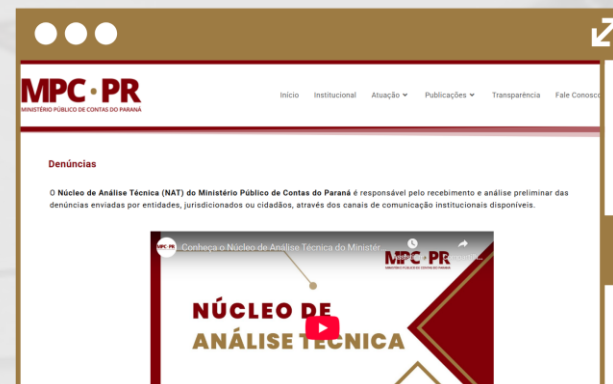 MPC·PR
MINISTÉRIO PÚBLICO DE CONTAS DO PARANÁ
Início Institucional Atuação Publicações Transparência Fale Conosco
Denúncias
O Núcleo de Análise Técnica (NAT) do Ministério Público de Contas do Paraná é responsável pelo recebimento e análise preliminar das
denúncias enviadas por entidades, jurisdicionados ou cidadãos, através dos canais de comunicação institucionais disponíveis.
MPC·PR
Conheça o Núcleo de Análise Técnica do Ministér
MPC·PR
MINISTÉRIO PÚBLICO DE CONTAS DO PARANÁ
NÚCLEO DE
ANÁLISE TÉCNICA